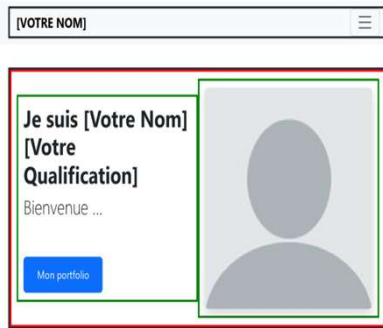 [VOTRE NOM]
Je suis [Votre Nom]
[Votre
Qualification]
Bienvenue ...
Mon portfolio